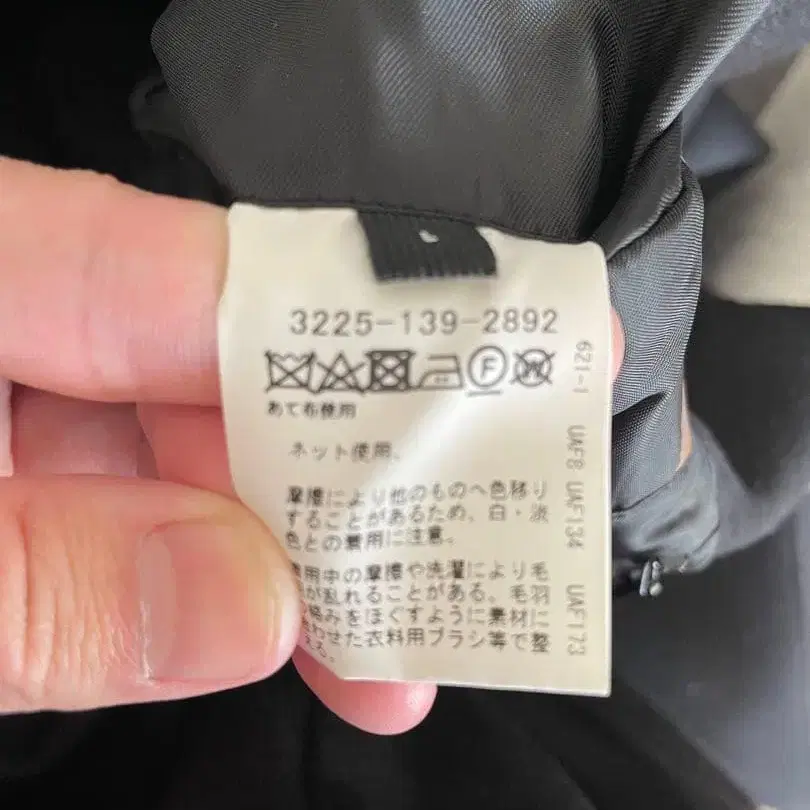 L
3225-139-2892
F W
あて布使用
ネット使用。
摩擦により他のものへ色移り
することがあるため、白・淡
色との着用に注意。
着用中の摩擦や洗濯により毛
が乱れることがある。毛羽
絡みをほぐすように素材に
わせた衣料用ブラシ等で整
える。
621-1 UAF8 UAF134 UAF173